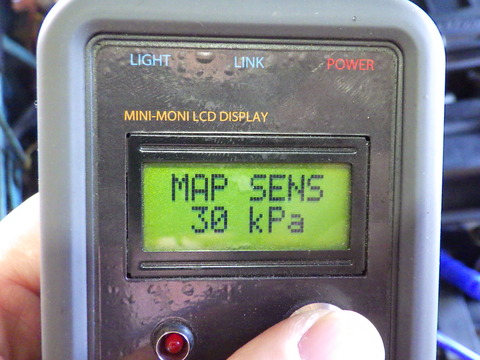 LIGHT LINK POWER
MINI-MONI LCD DISPLAY
MAP SENS
30 kPa